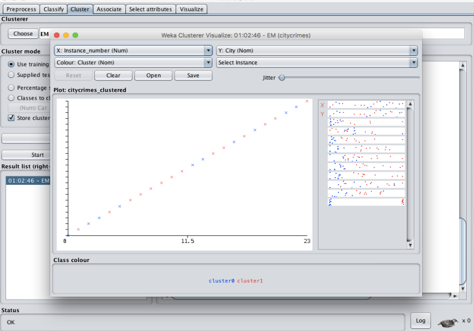 Preprocess Classify Cluster Associate Select attributes Visualize
Clusterer
Choose EM
Weka Clusterer Visualize: 01:02:46 - EM (citycrimes)
Cluster mode
X: Instance_number (Num) Y: City (Nom)
Colour: Cluster (Nom) Select Instance
Reset Clear Open Save Jitter
Use training
Supplied tes
Percentage
Classes to cl
(Num) Car
Store cluster
Plot: citycrimes_clustered
X
Y
Start
Result list (right-
01:02:46 - EM
0 11.5 23
Class colour
cluster0 cluster1
Status
OK
Log
x 0